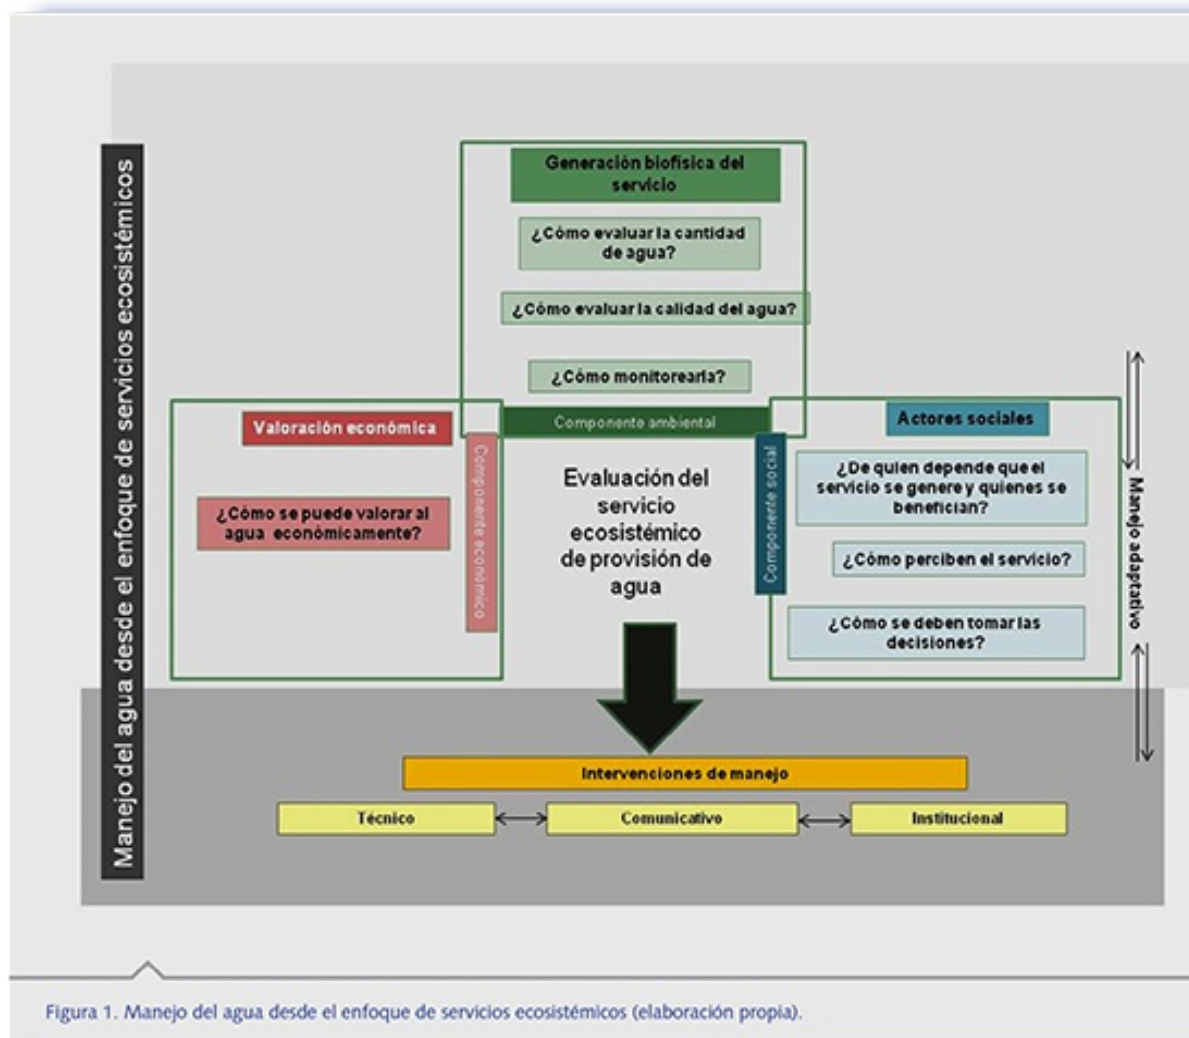 Manejo del agua desde el enfoque de servicios ecosistémicos
Generación biofísica del
servicio
¿Cómo evaluar la cantidad
de agua?
¿Cómo evaluar la calidad del agua?
¿Cómo monitorearla?
Componente ambiental
Valoración económica
¿Cómo se puede valorar al
agua económicamente?
Componente económico
Evaluación del
servicio
ecosistémico
de provisión de
agua
Componente social
Actores sociales
¿De quien depende que el
servicio se genere y quienes se
benefician?
¿Cómo perciben el servicio?
¿Cómo se deben tomar las
decisiones?
Manejo adaptativo
Intervenciones de manejo
Técnico
Comunicativo
Institucional
Figura 1. Manejo del agua desde el enfoque de servicios ecosistémicos (elaboración propia).